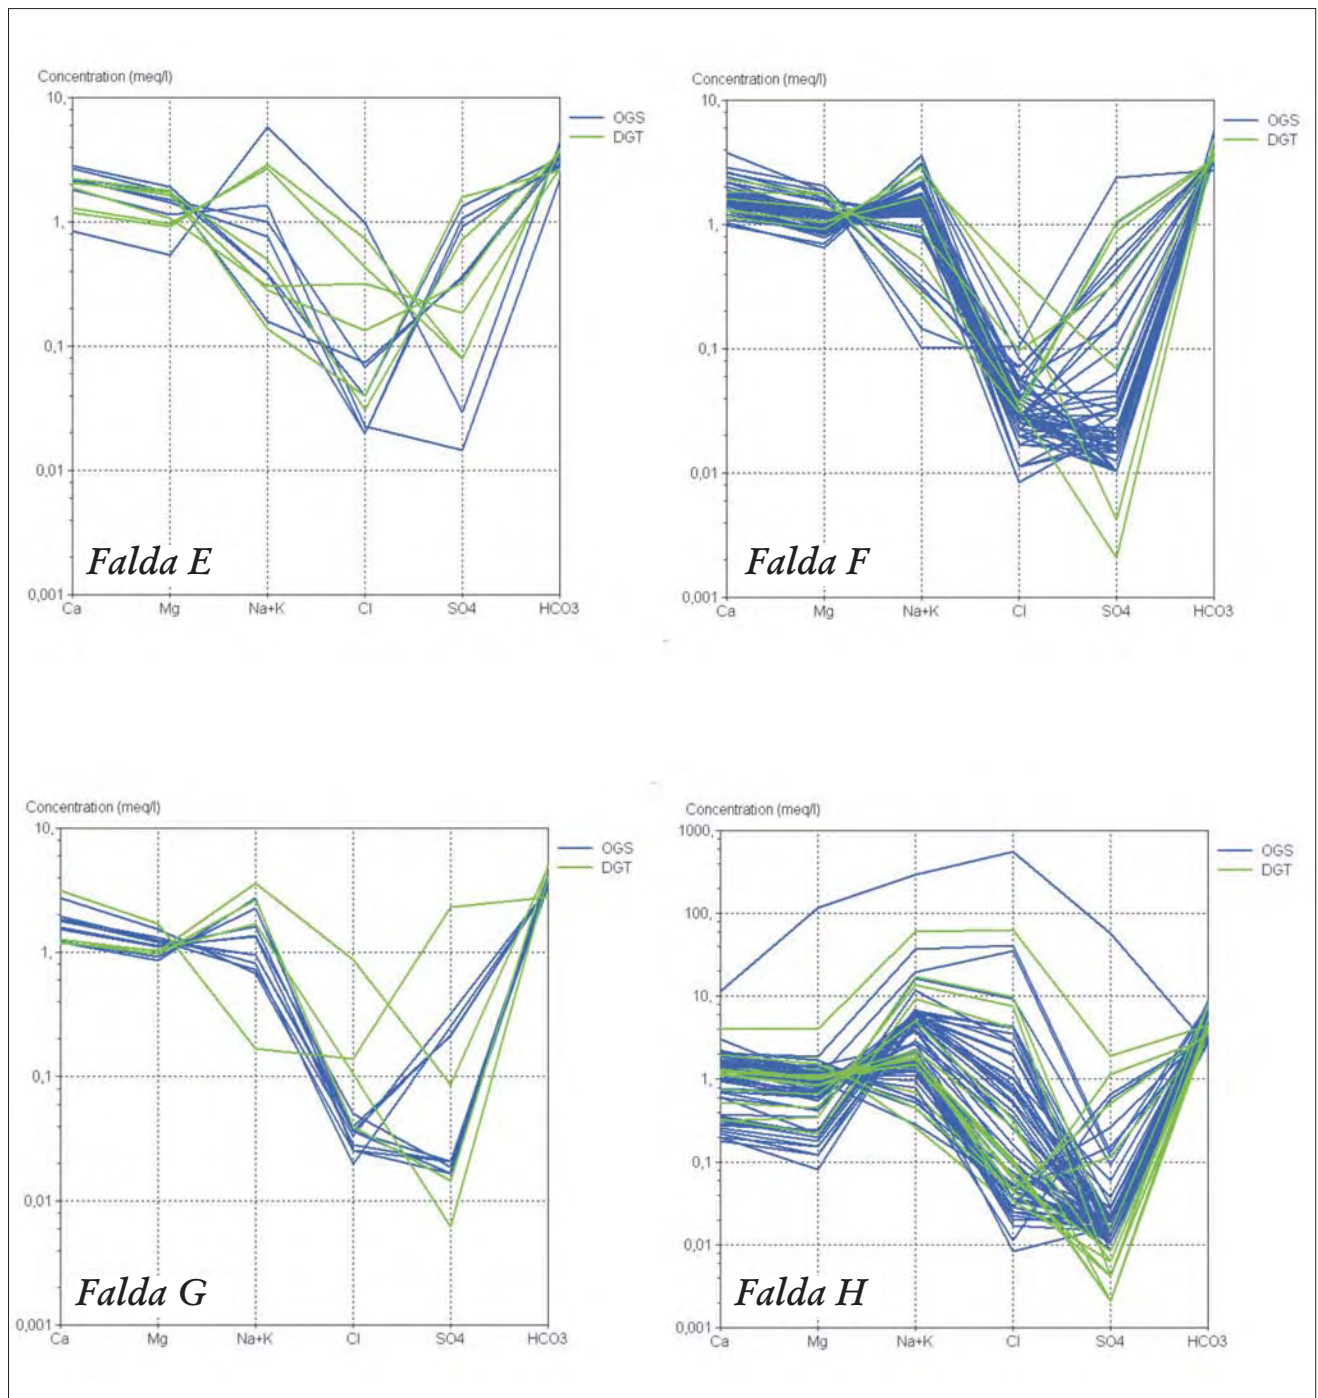 Concentration (meq/l)
10,
1,
0,1
0,01
0,001
Ca Mg Na+K Cl SO4 HCO3
OGS
DGT
Falda E
Concentration (meq/l)
10,
1,
0,1
0,01
0,001
Ca Mg Na+K Cl SO4 HCO3
OGS
DGT
Falda F
Concentration (meq/l)
10,
1,
0,1
0,01
0,001
Ca Mg Na+K Cl SO4 HCO3
OGS
DGT
Falda G
Concentration (meq/l)
1000,
100,
10,
1,
0,1
0,01
0,001
Ca Mg Na+K Cl SO4 HCO3
OGS
DGT
Falda H